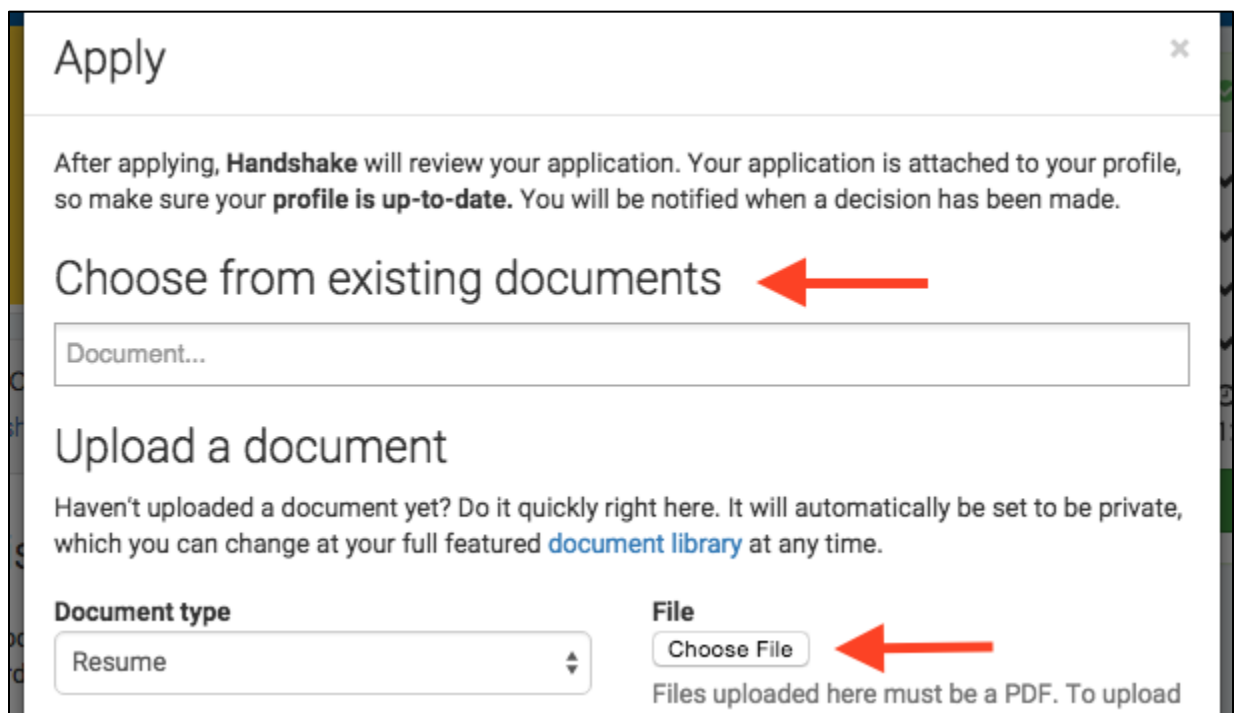 Apply
After applying, Handshake will review your application. Your application is attached to your profile,
so make sure your profile is up-to-date. You will be notified when a decision has been made.
Choose from existing documents
Document...
Upload a document
Haven't uploaded a document yet? Do it quickly right here. It will automatically be set to be private,
which you can change at your full featured document library at any time.
Document type
File
Resume
Choose File
Files uploaded here must be a PDF. To upload